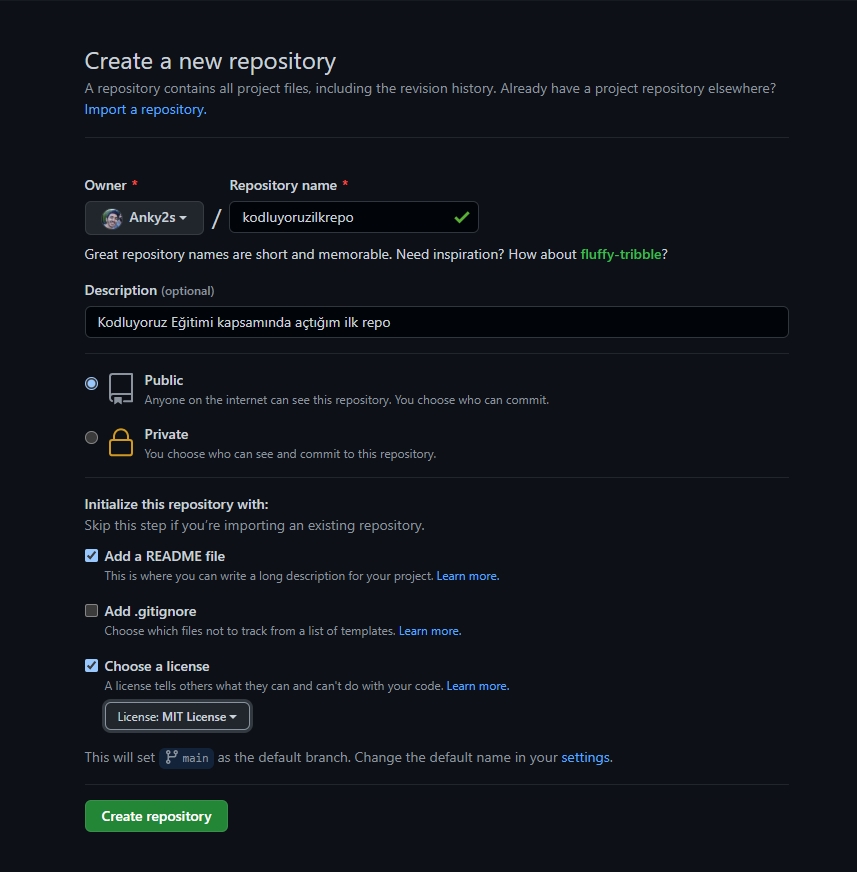 Create a new repository
A repository contains all project files, including the revision history. Already have a project repository elsewhere?
Import a repository.
Owner * Repository name *
Anky2s / kodluyoruzilkrepo
Great repository names are short and memorable. Need inspiration? How about fluffy-tribble?
Description (optional)
Kodluyoruz Eğitimi kapsamında açtığım ilk repo
Public
Anyone on the internet can see this repository. You choose who can commit.
Private
You choose who can see and commit to this repository.
Initialize this repository with:
Skip this step if you’re importing an existing repository.
Add a README file
This is where you can write a long description for your project. Learn more.
Add .gitignore
Choose which files not to track from a list of templates. Learn more.
Choose a license
A license tells others what they can and can't do with your code. Learn more.
License: MIT License
This will set main as the default branch. Change the default name in your settings.
Create repository